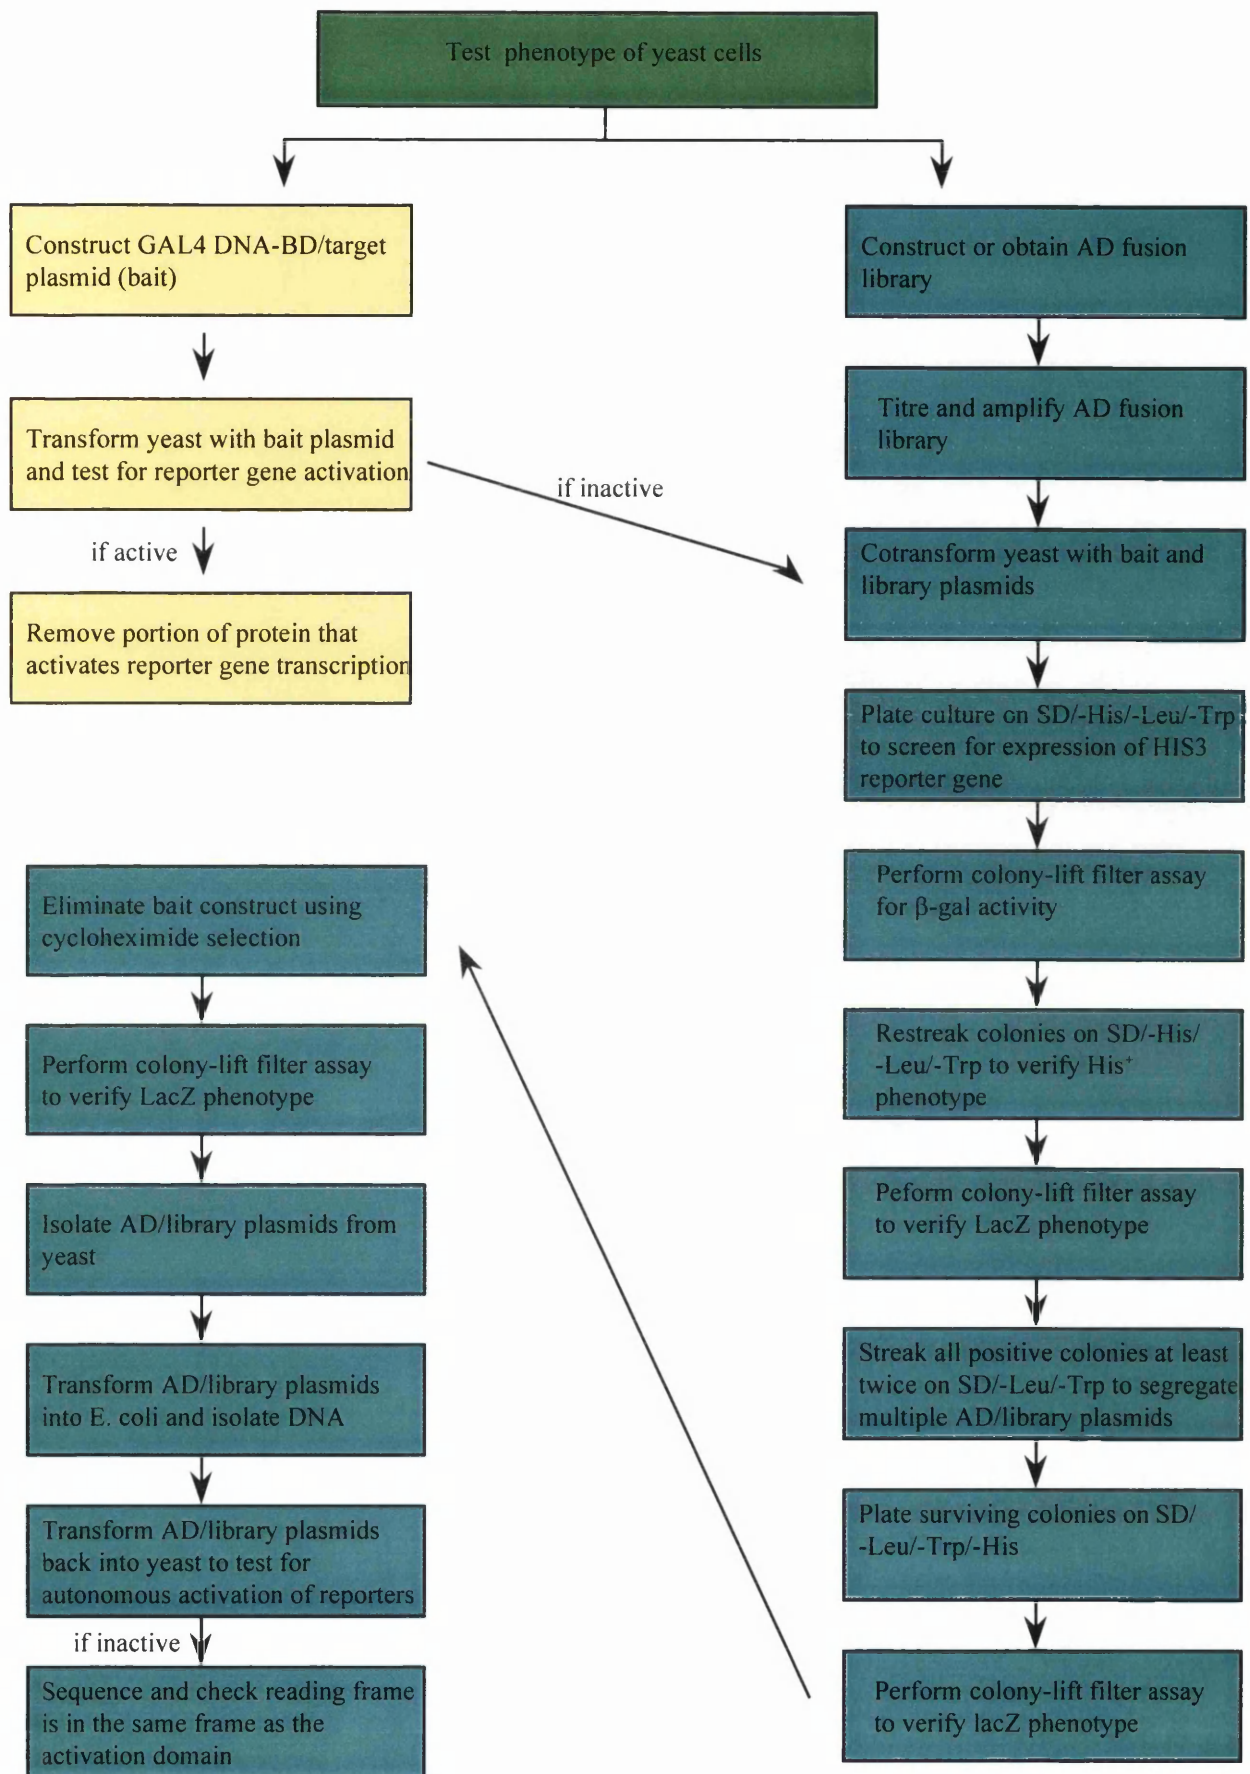 Test phenotype of yeast cells
Construct GAL4 DNA-BD/target
plasmid (bait)
Transform yeast with bait plasmid
and test for reporter gene activation
if active
Remove portion of protein that
activates reporter gene transcription
if inactive
Construct or obtain AD fusion
library
Titre and amplify AD fusion
library
Cotransform yeast with bait and
library plasmids
Plate culture on SD/-His/-Leu/-Trp
to screen for expression of HIS3
reporter gene
Perform colony-lift filter assay
for β-gal activity
Restreak colonies on SD/-His/
-Leu/-Trp to verify His⁺
phenotype
Peform colony-lift filter assay
to verify LacZ phenotype
Streak all positive colonies at least
twice on SD/-Leu/-Trp to segregate
multiple AD/library plasmids
Plate surviving colonies on SD/
-Leu/-Trp/-His
Perform colony-lift filter assay
to verify lacZ phenotype
Eliminate bait construct using
cycloheximide selection
Perform colony-lift filter assay
to verify LacZ phenotype
Isolate AD/library plasmids from
yeast
Transform AD/library plasmids
into E. coli and isolate DNA
Transform AD/library plasmids
back into yeast to test for
autonomous activation of reporters
if inactive
Sequence and check reading frame
is in the same frame as the
activation domain